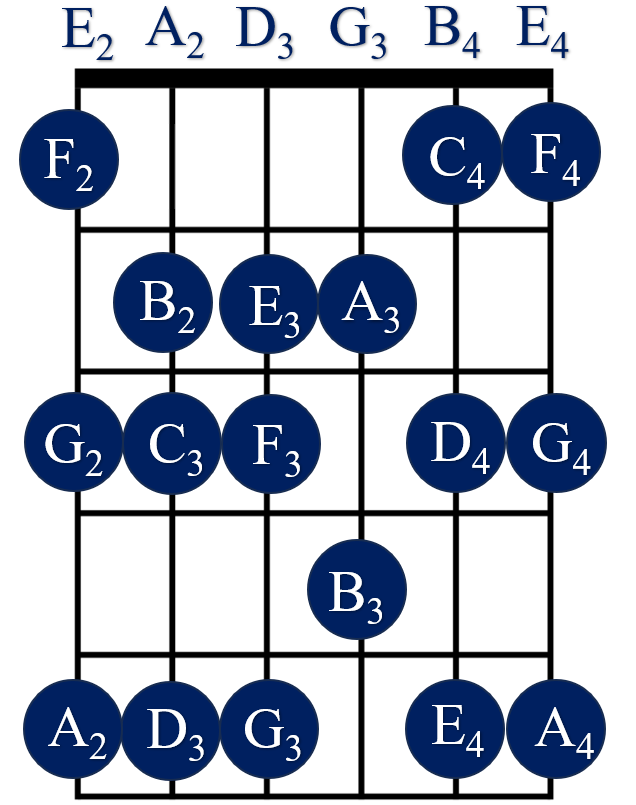 E₂ A₂ D₃ G₃ B₄ E₄
F₂ C₄ F₄
B₂ E₃ A₃
G₂ C₃ F₃ D₄ G₄
B₃
A₂ D₃ G₃ E₄ A₄